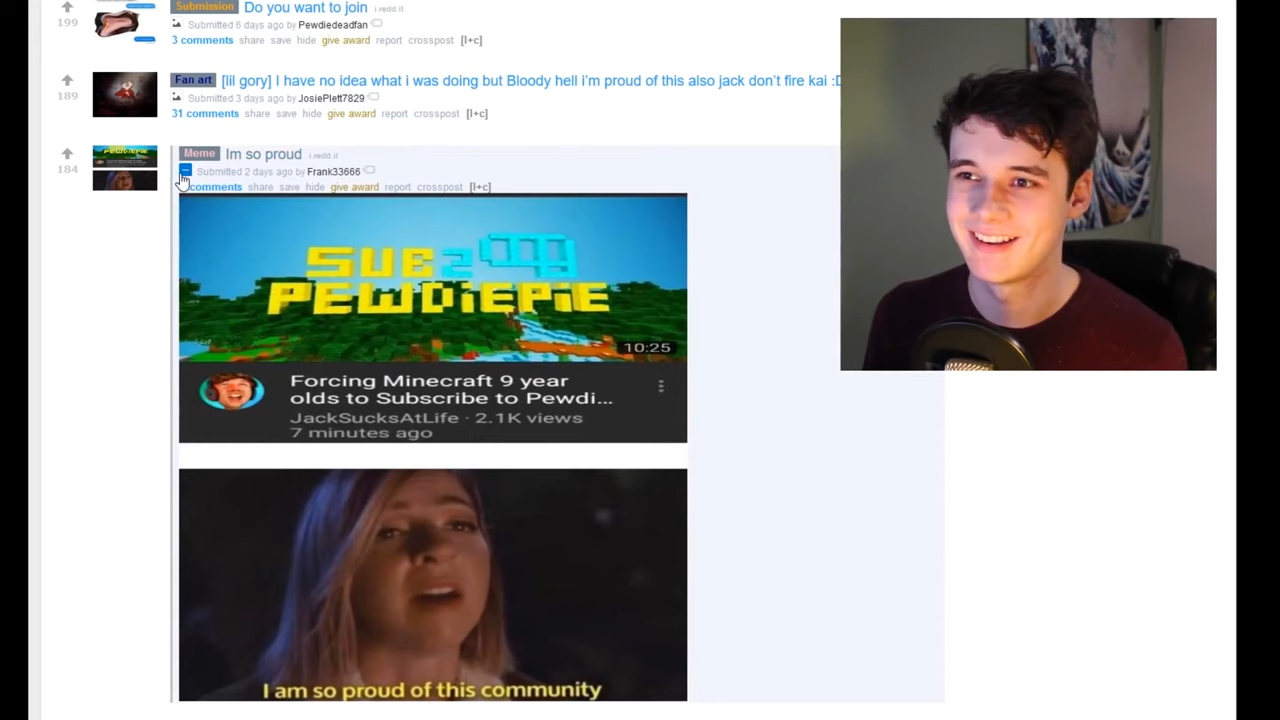 199
Submission Do you want to join i.redd.it
Submitted 6 days ago by Pewdiedeadfan
3 comments share save hide give award report crosspost [l+c]
189
Fan art [lil gory] I have no idea what i was doing but Bloody hell i'm proud of this also jack don't fire kai :D
Submitted 3 days ago by JosiePlett7829
31 comments share save hide give award report crosspost [l+c]
184
Meme Im so proud i.redd.it
Submitted 2 days ago by Frank33666
comments share save hide give award report crosspost [l+c]
SUB 2
PEWDIEPIE
10:25
Forcing Minecraft 9 year
olds to Subscribe to Pewdi...
JackSucksAtLife · 2.1K views
7 minutes ago
I am so proud of this community